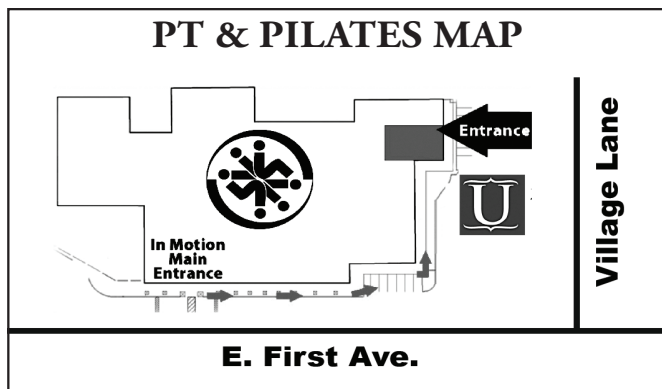 PT & PILATES MAP
Entrance
Village Lane
U
In Motion
Main
Entrance
E. First Ave.